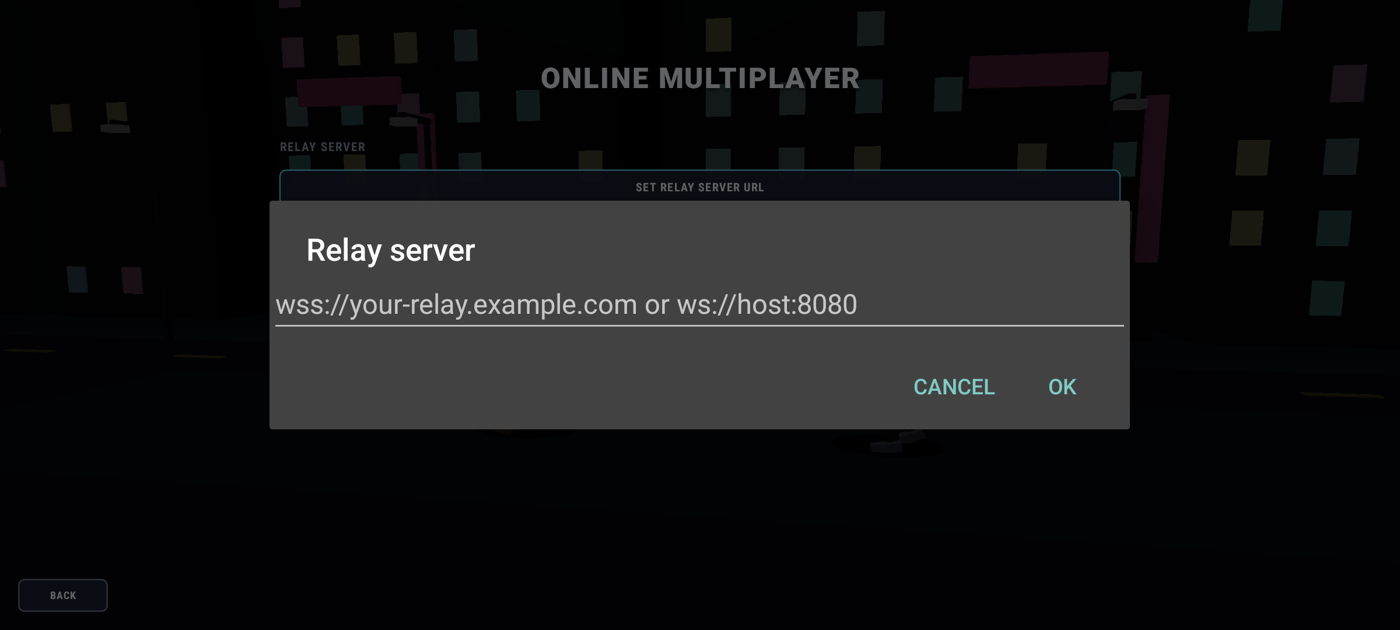 ONLINE MULTIPLAYER
RELAY SERVER
SET RELAY SERVER URL
Relay server
wss://your-relay.example.com or ws://host:8080
CANCEL OK
BACK